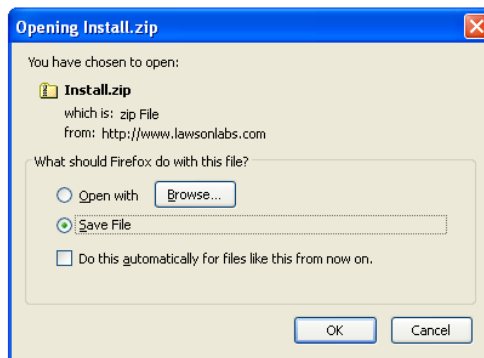 Opening Install.zip
You have chosen to open:
Install.zip
which is: zip File
from: http://www.lawsonlabs.com
What should Firefox do with this file?
Open with
Browse...
Save File
Do this automatically for files like this from now on.
OK
Cancel